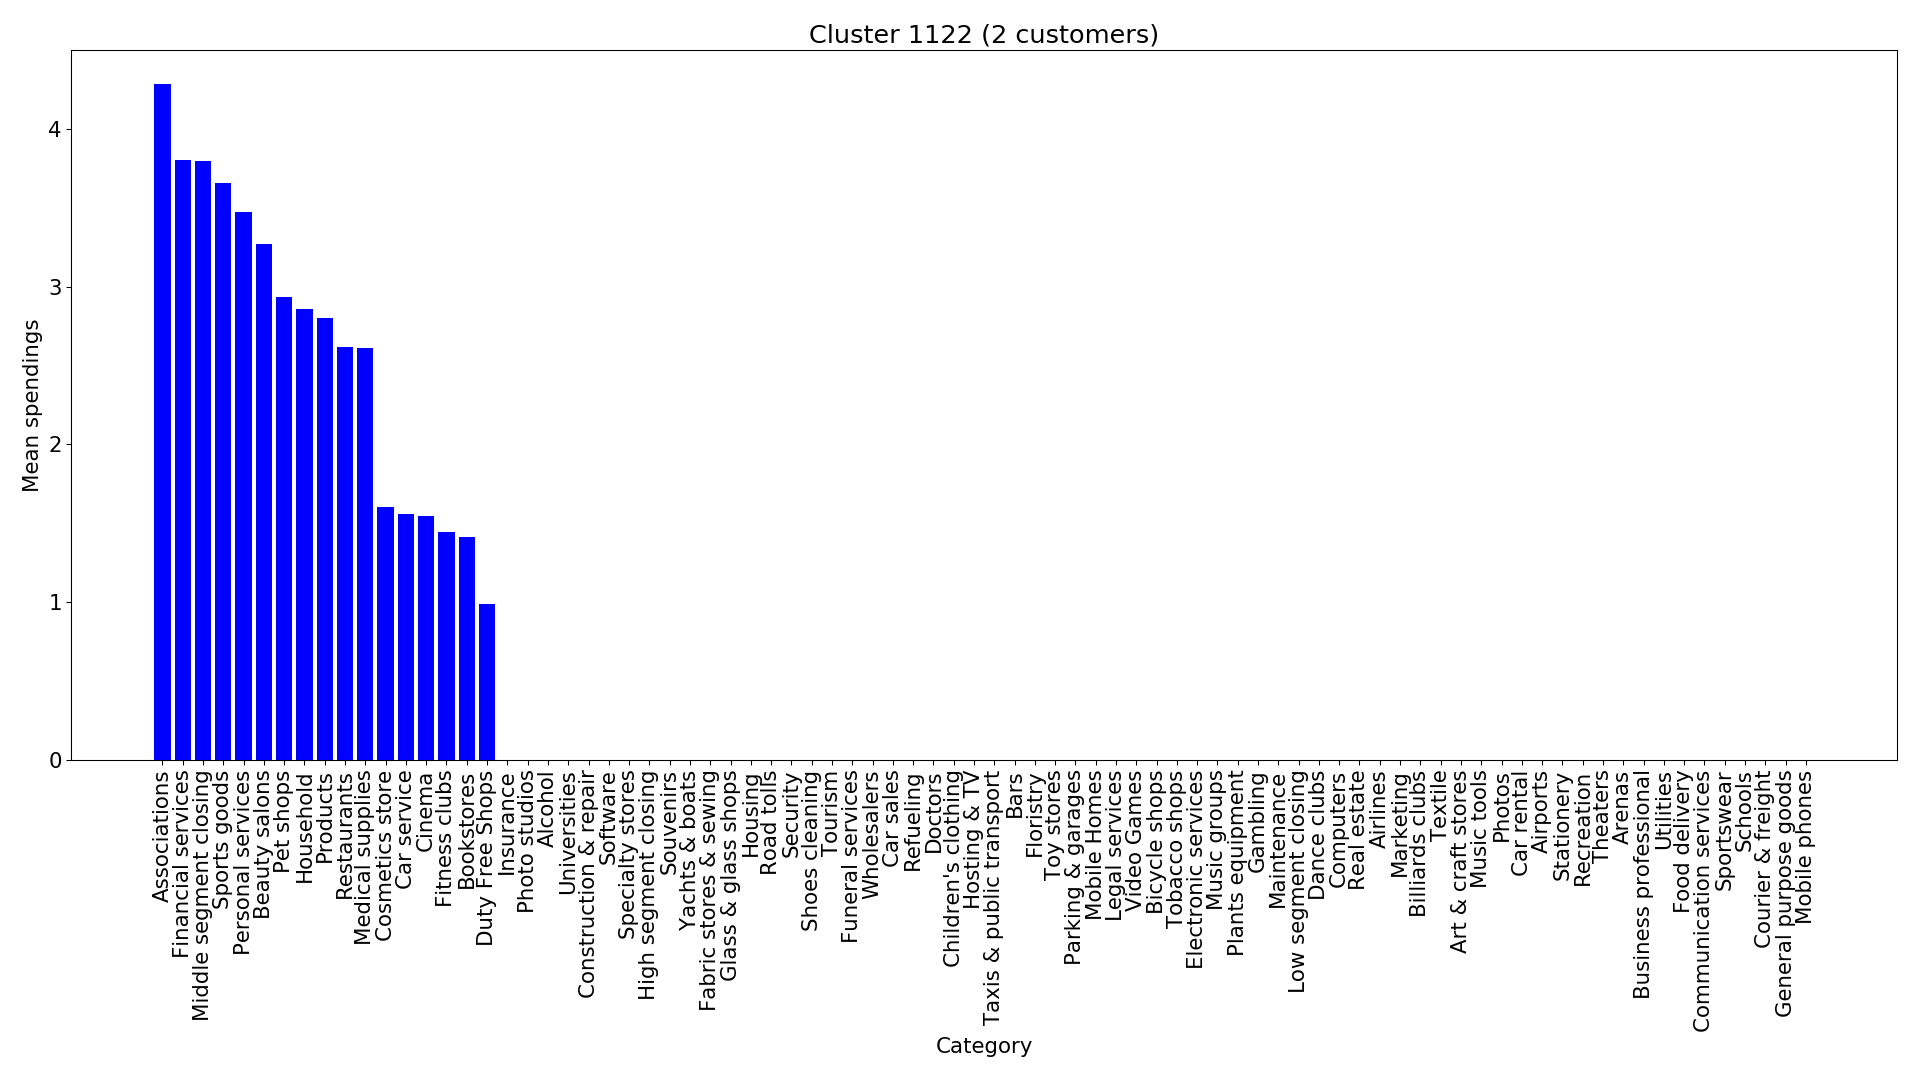 Cluster 1122 (2 customers)
Mean spendings
4
3
2
1
0
Associations
Financial services
Middle segment closing
Sports goods
Personal services
Beauty salons
Pet shops
Household
Products
Restaurants
Medical supplies
Cosmetics store
Car service
Cinema
Fitness clubs
Bookstores
Duty Free Shops
Insurance
Photo studios
Alcohol
Universities
Construction & repair
Software
Specialty stores
High segment closing
Souvenirs
Yachts & boats
Fabric stores & sewing
Glass & glass shops
Housing
Road tolls
Security
Shoes cleaning
Tourism
Funeral services
Wholesalers
Car sales
Refueling
Doctors
Children's clothing
Hosting & TV
Taxis & public transport
Bars
Floristry
Toy stores
Parking & garages
Mobile Homes
Legal services
Video Games
Bicycle shops
Tobacco shops
Electronic services
Music groups
Plants equipment
Gambling
Maintenance
Low segment closing
Dance clubs
Computers
Real estate
Airlines
Marketing
Billiards clubs
Textile
Art & craft stores
Music tools
Photos
Car rental
Airports
Stationery
Recreation
Theaters
Arenas
Business professional
Utilities
Food delivery
Communication services
Sportswear
Schools
Courier & freight
General purpose goods
Mobile phones
Category